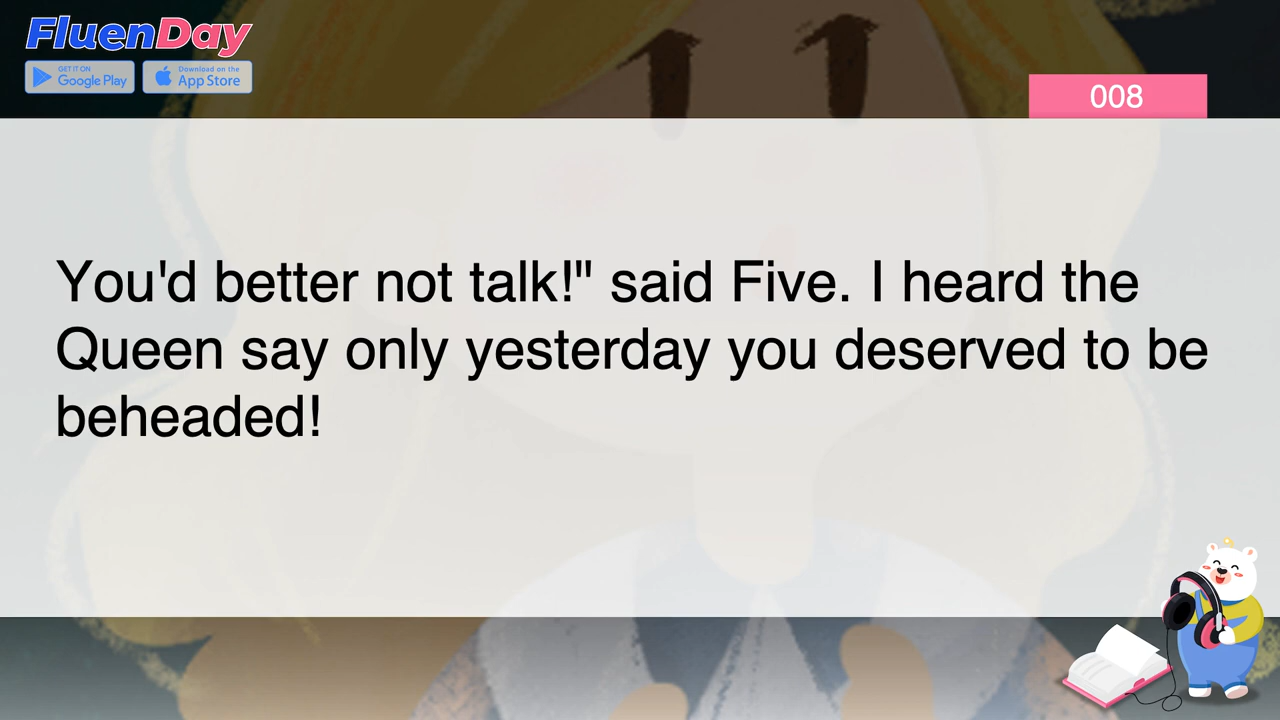 FluenDay
GET IT ON
Google Play
Download on the
App Store
008
You'd better not talk!" said Five. I heard the
Queen say only yesterday you deserved to be
beheaded!